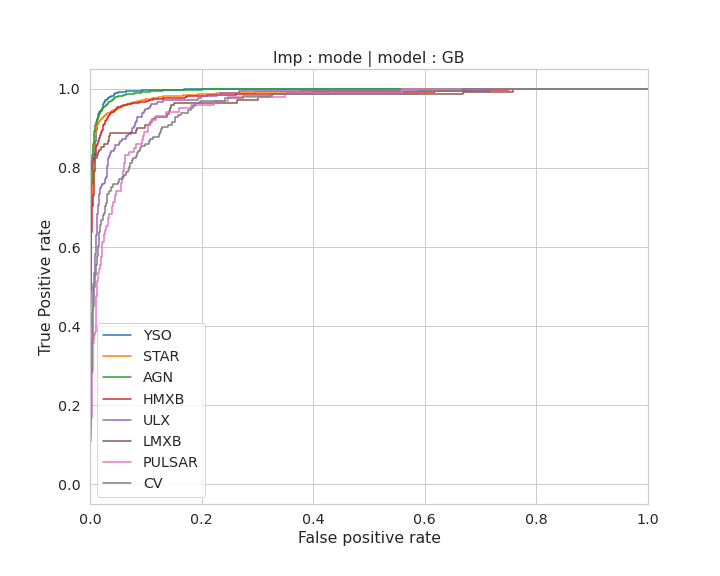 Imp : mode | model : GB
True Positive rate
1.0
0.8
0.6
0.4
0.2
0.0
YSO
STAR
AGN
HMXB
ULX
LMXB
PULSAR
CV
0.0 0.2 0.4 0.6 0.8 1.0
False positive rate